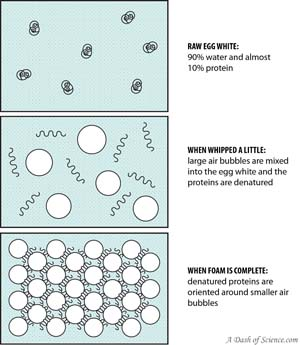 RAW EGG WHITE:
90% water and almost
10% protein
WHEN WHIPPED A LITTLE:
large air bubbles are mixed
into the egg white and the
proteins are denatured
WHEN FOAM IS COMPLETE:
denatured proteins are
oriented around smaller air
bubbles
A Dash of Science.com